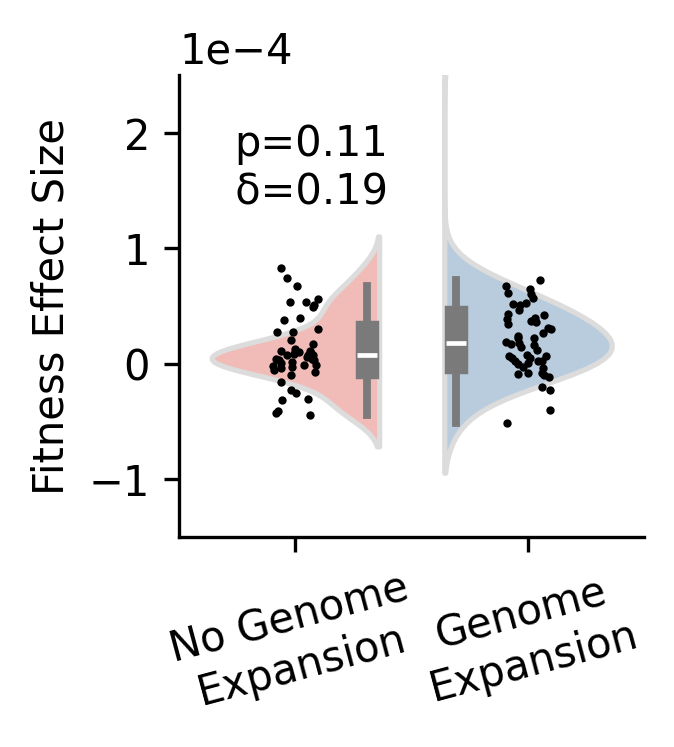 1e−4
p=0.11
δ=0.19
2
1
0
−1
Fitness Effect Size
No Genome
Expansion
Genome
Expansion